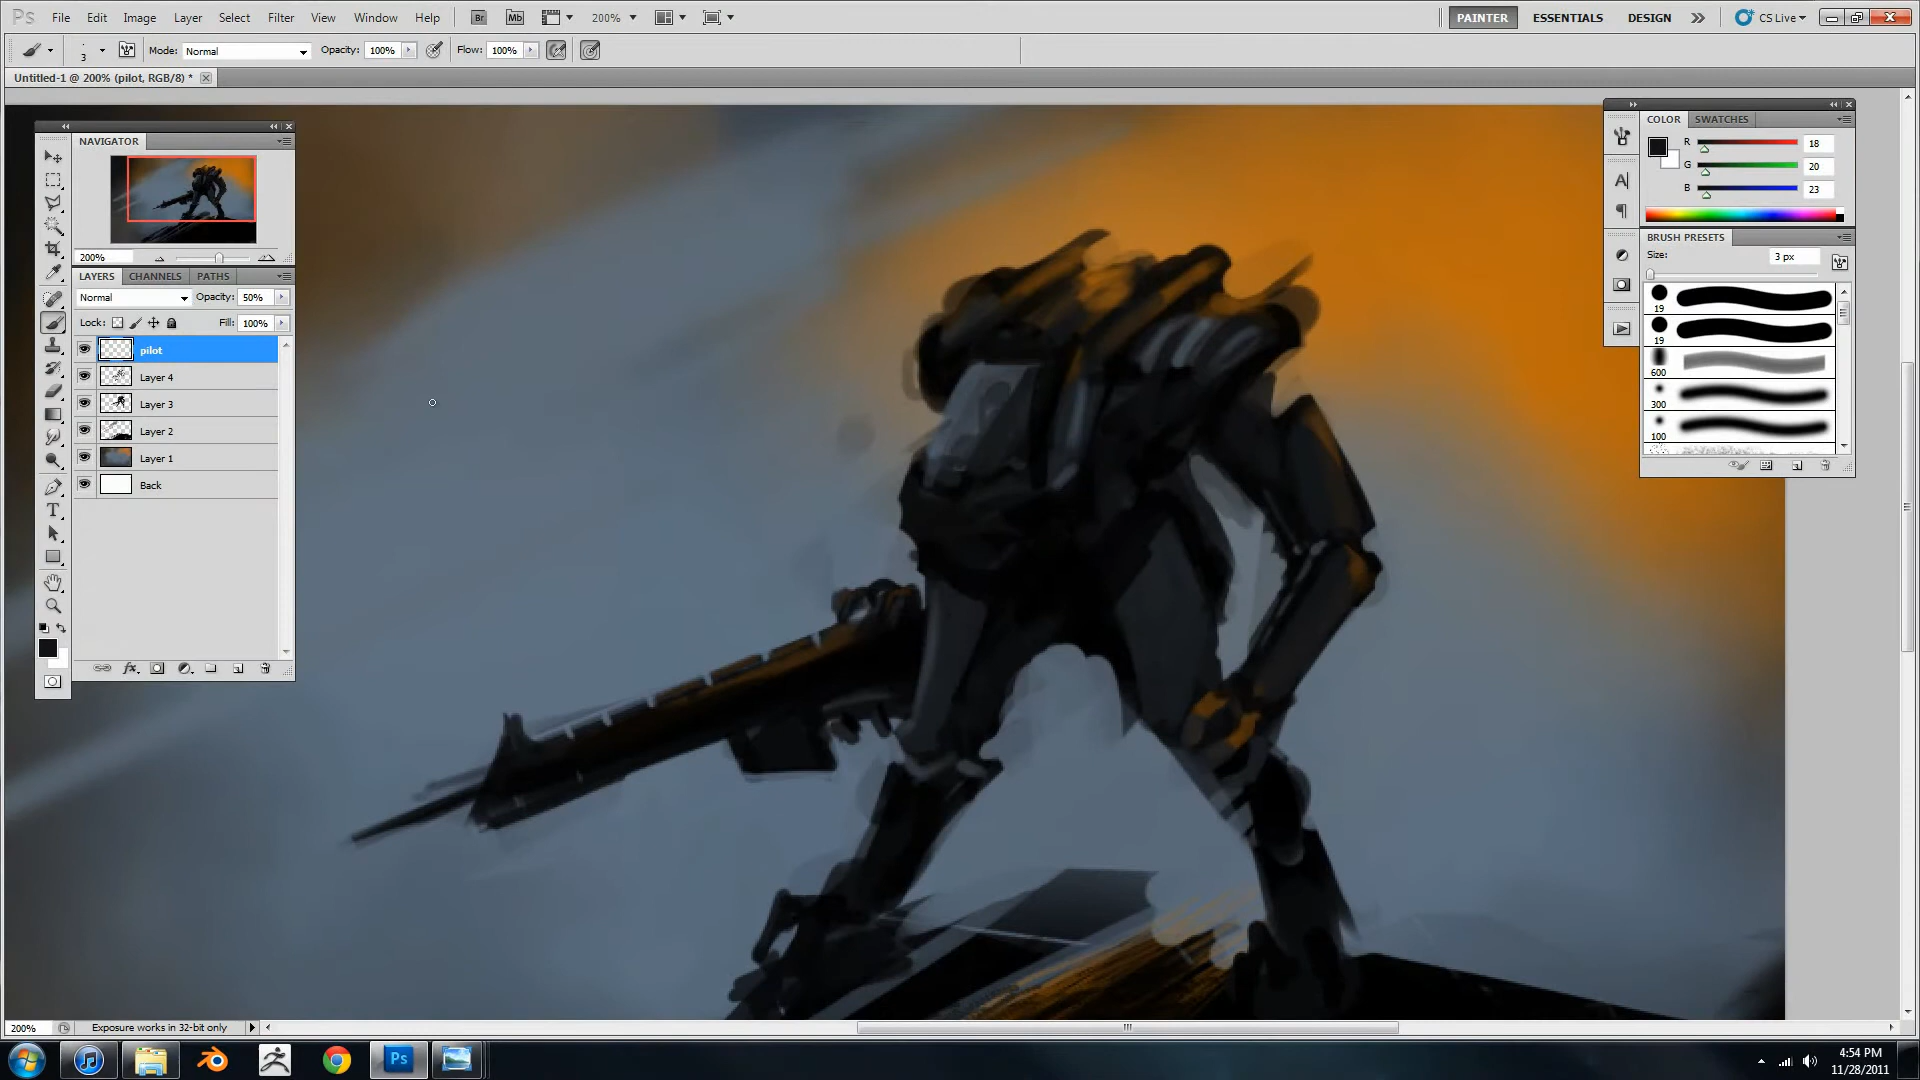 Ps File Edit Image Layer Select Filter View Window Help Br Mb 200% PAINTER ESSENTIALS DESIGN CS Live
3 Mode: Normal Opacity: 100% Flow: 100%
Untitled-1 @ 200% (pilot, RGB/8) *
NAVIGATOR
200%
LAYERS CHANNELS PATHS
Normal Opacity: 50%
Lock: Fill: 100%
pilot
Layer 4
Layer 3
Layer 2
Layer 1
Back
fx
T
COLOR SWATCHES
R 18
G 20
B 23
BRUSH PRESETS
Size: 3 px
19
19
600
300
100
A
200% Exposure works in 32-bit only
Ps
4:54 PM
11/28/2011